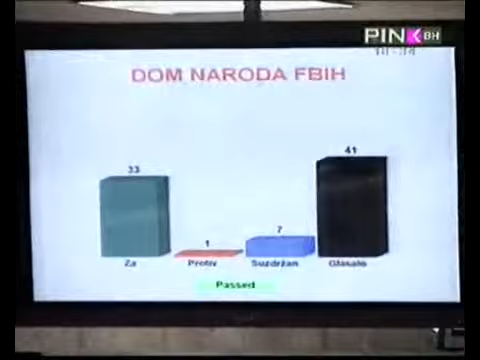 PINK BH
DOM NARODA FBIH
33
1
7
41
Za
Protiv
Suzdržan
Glasalo
Passed